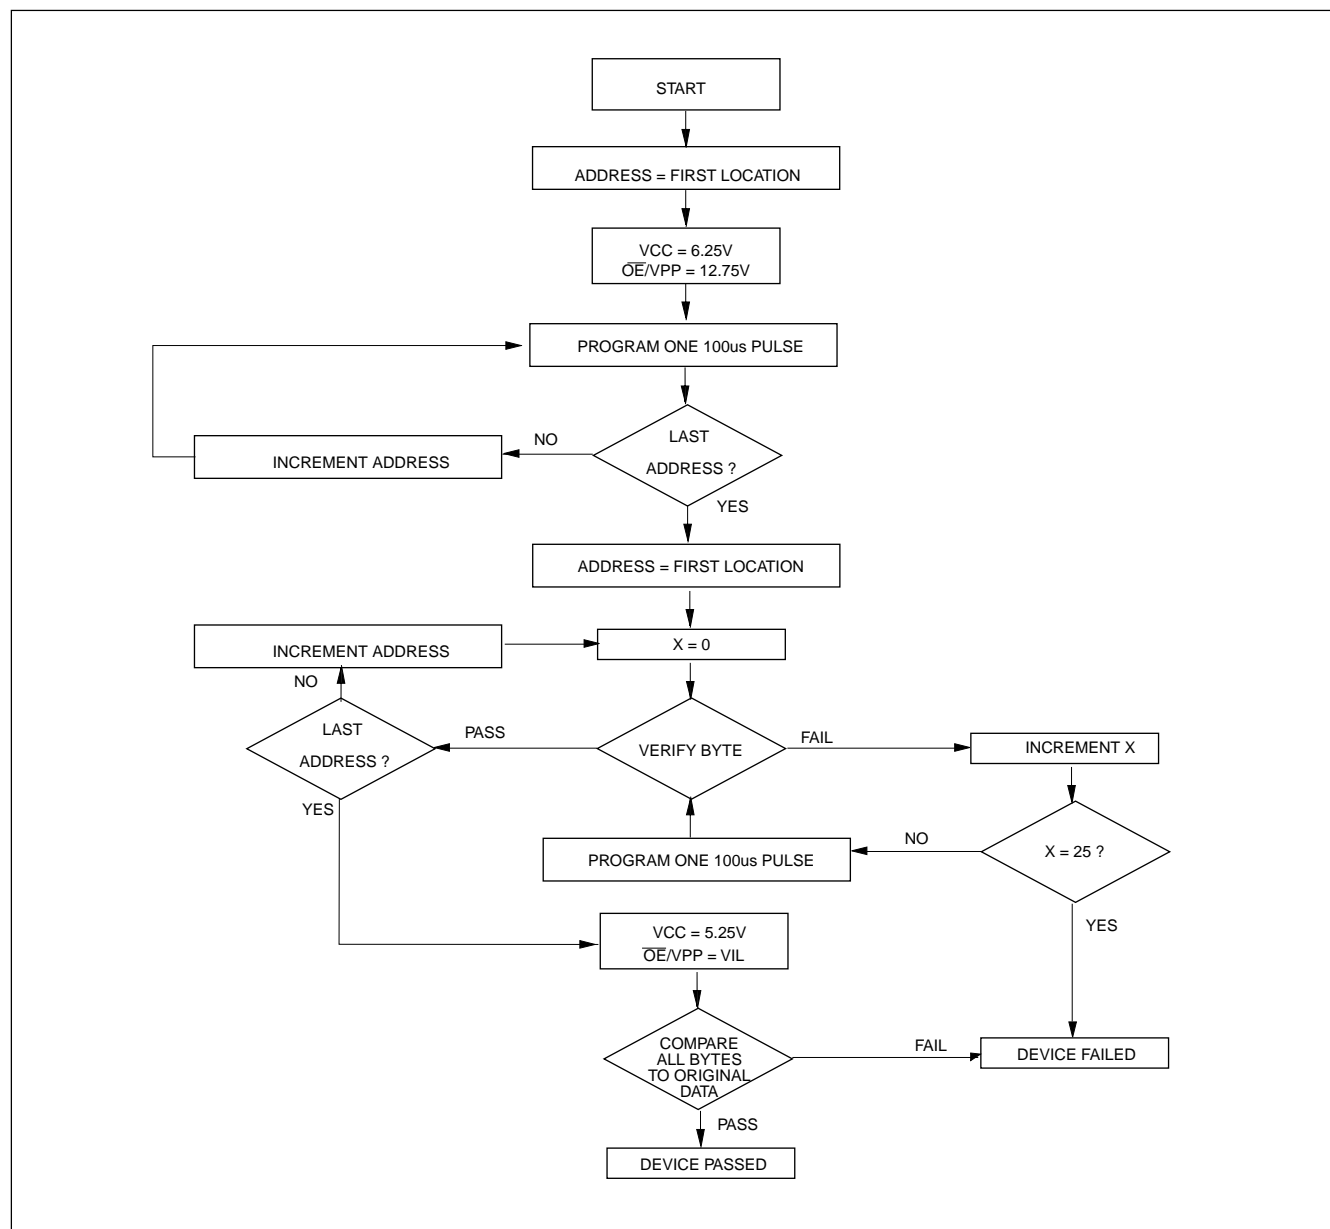 START
ADDRESS = FIRST LOCATION
VCC = 6.25V
O̅E̅/VPP = 12.75V
PROGRAM ONE 100us PULSE
LAST
ADDRESS ?
NO
INCREMENT ADDRESS
YES
ADDRESS = FIRST LOCATION
INCREMENT ADDRESS
X = 0
NO
LAST
ADDRESS ?
PASS
VERIFY BYTE
FAIL
INCREMENT X
YES
PROGRAM ONE 100us PULSE
NO
X = 25 ?
YES
VCC = 5.25V
O̅E̅/VPP = VIL
COMPARE
ALL BYTES
TO ORIGINAL
DATA
FAIL
DEVICE FAILED
PASS
DEVICE PASSED